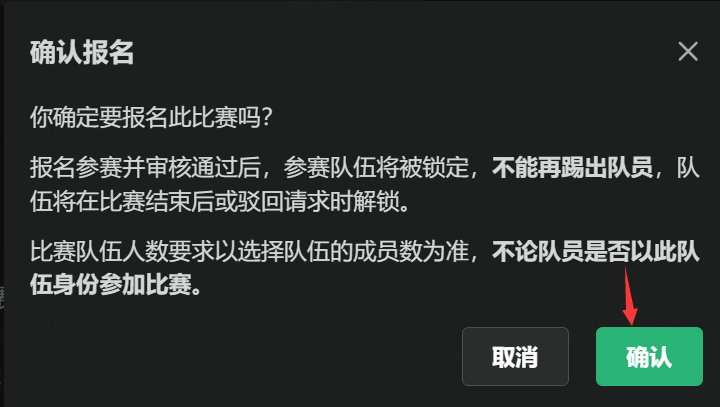 确认报名
你确定要报名此比赛吗？
报名参赛并审核通过后，参赛队伍将被锁定，不能再踢出队员，队
伍将在比赛结束后或驳回请求时解锁。
比赛队伍人数要求以选择队伍的成员数为准，不论队员是否以此队
伍身份参加比赛。
取消
确认